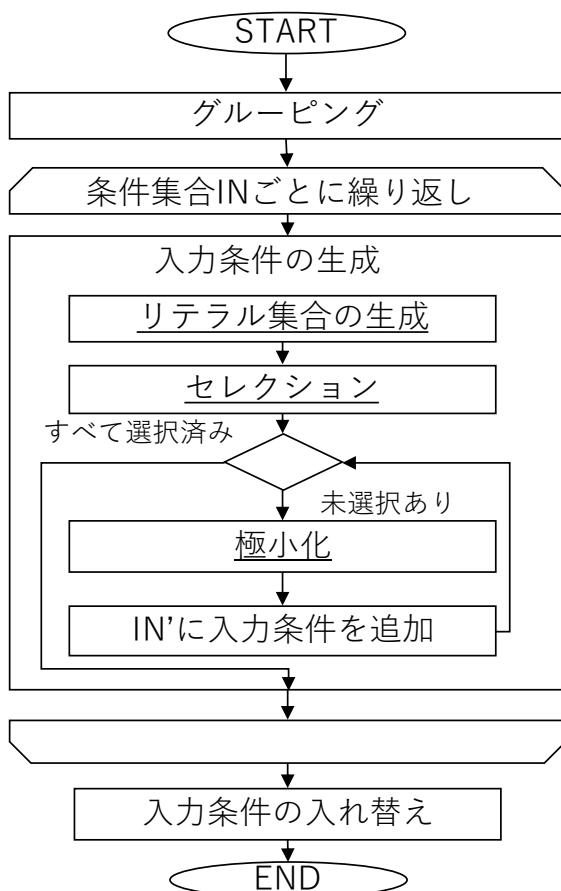 START
グルーピング
条件集合INごとに繰り返し
入力条件の生成
リテラル集合の生成
セレクション
すべて選択済み
未選択あり
極小化
IN’に入力条件を追加
入力条件の入れ替え
END